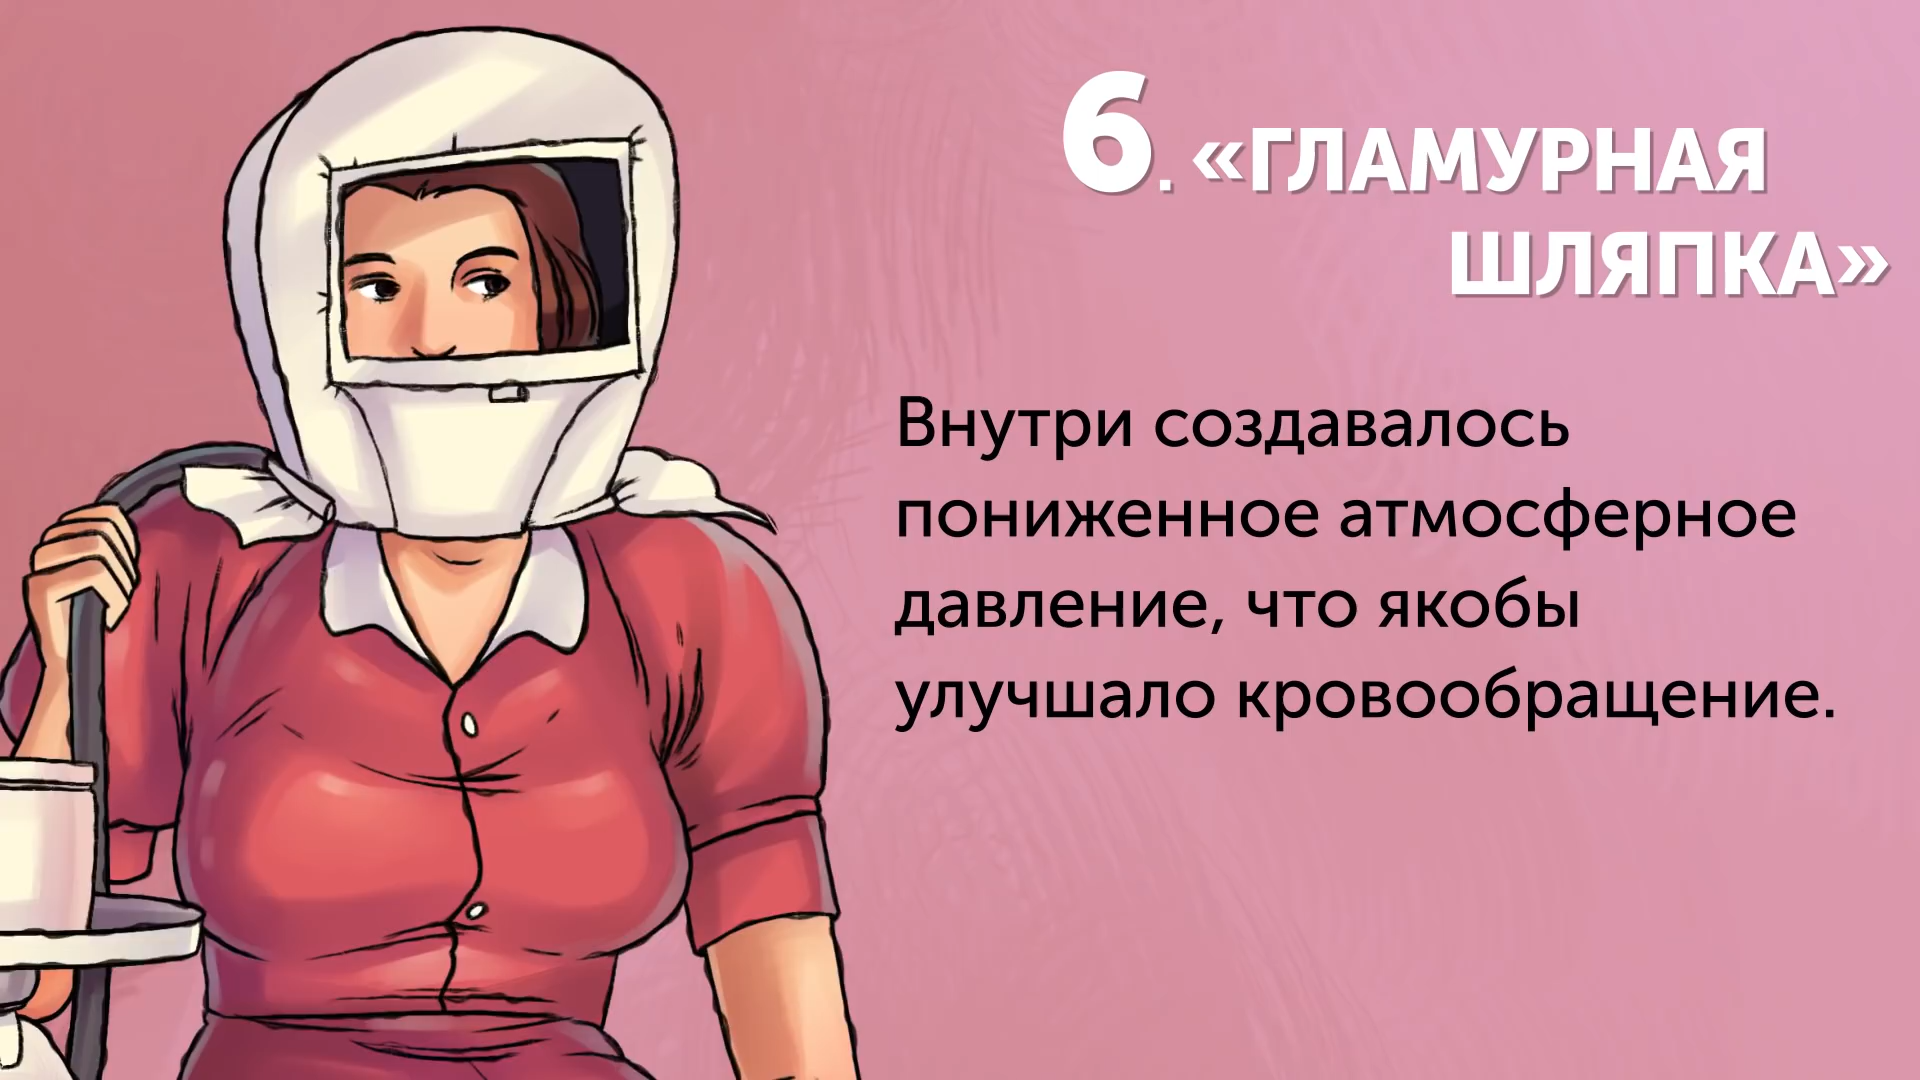 6. «ГЛАМУРНАЯ
ШЛЯПКА»
Внутри создавалось
пониженное атмосферное
давление, что якобы
улучшало кровообращение.